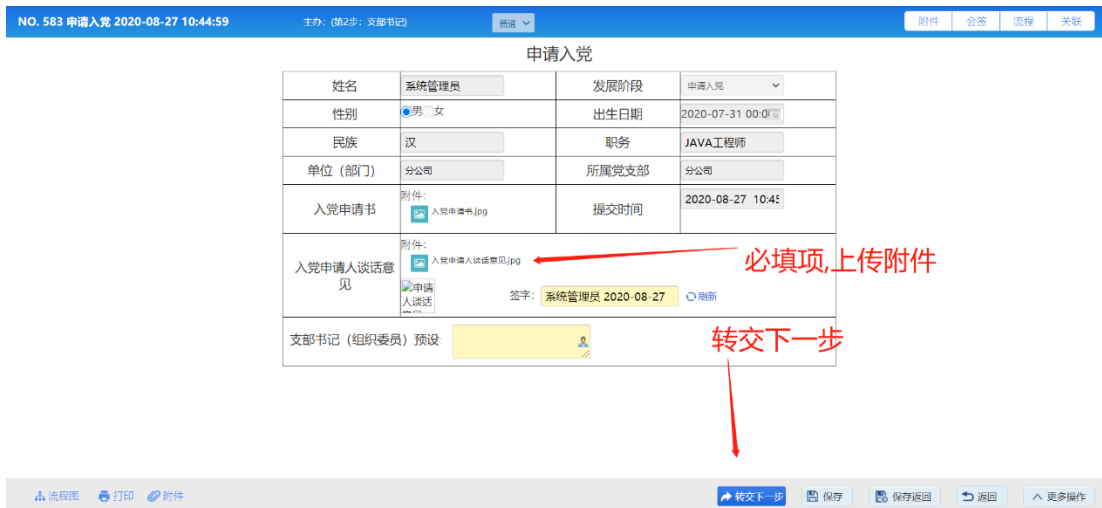 NO. 583 申请入党 2020-08-27 10:44:59 主办: (第2步: 支部书记) 普通 附件 会签 流程 关联
申请入党
姓名 系统管理员 发展阶段 申请入党
性别 男 女 出生日期 2020-07-31 00:0
民族 汉 职务 JAVA工程师
单位（部门） 分公司 所属党支部 分公司
附件:
入党申请书 入党申请书.jpg 提交时间 2020-08-27 10:45
附件:
入党申请人谈话意见 入党申请人谈话意见.jpg 必填项,上传附件
申请人谈话 签字: 系统管理员 2020-08-27 刷新
支部书记（组织委员）预设:
转交下一步
流程图 打印 附件 转交下一步 保存 保存返回 返回 更多操作